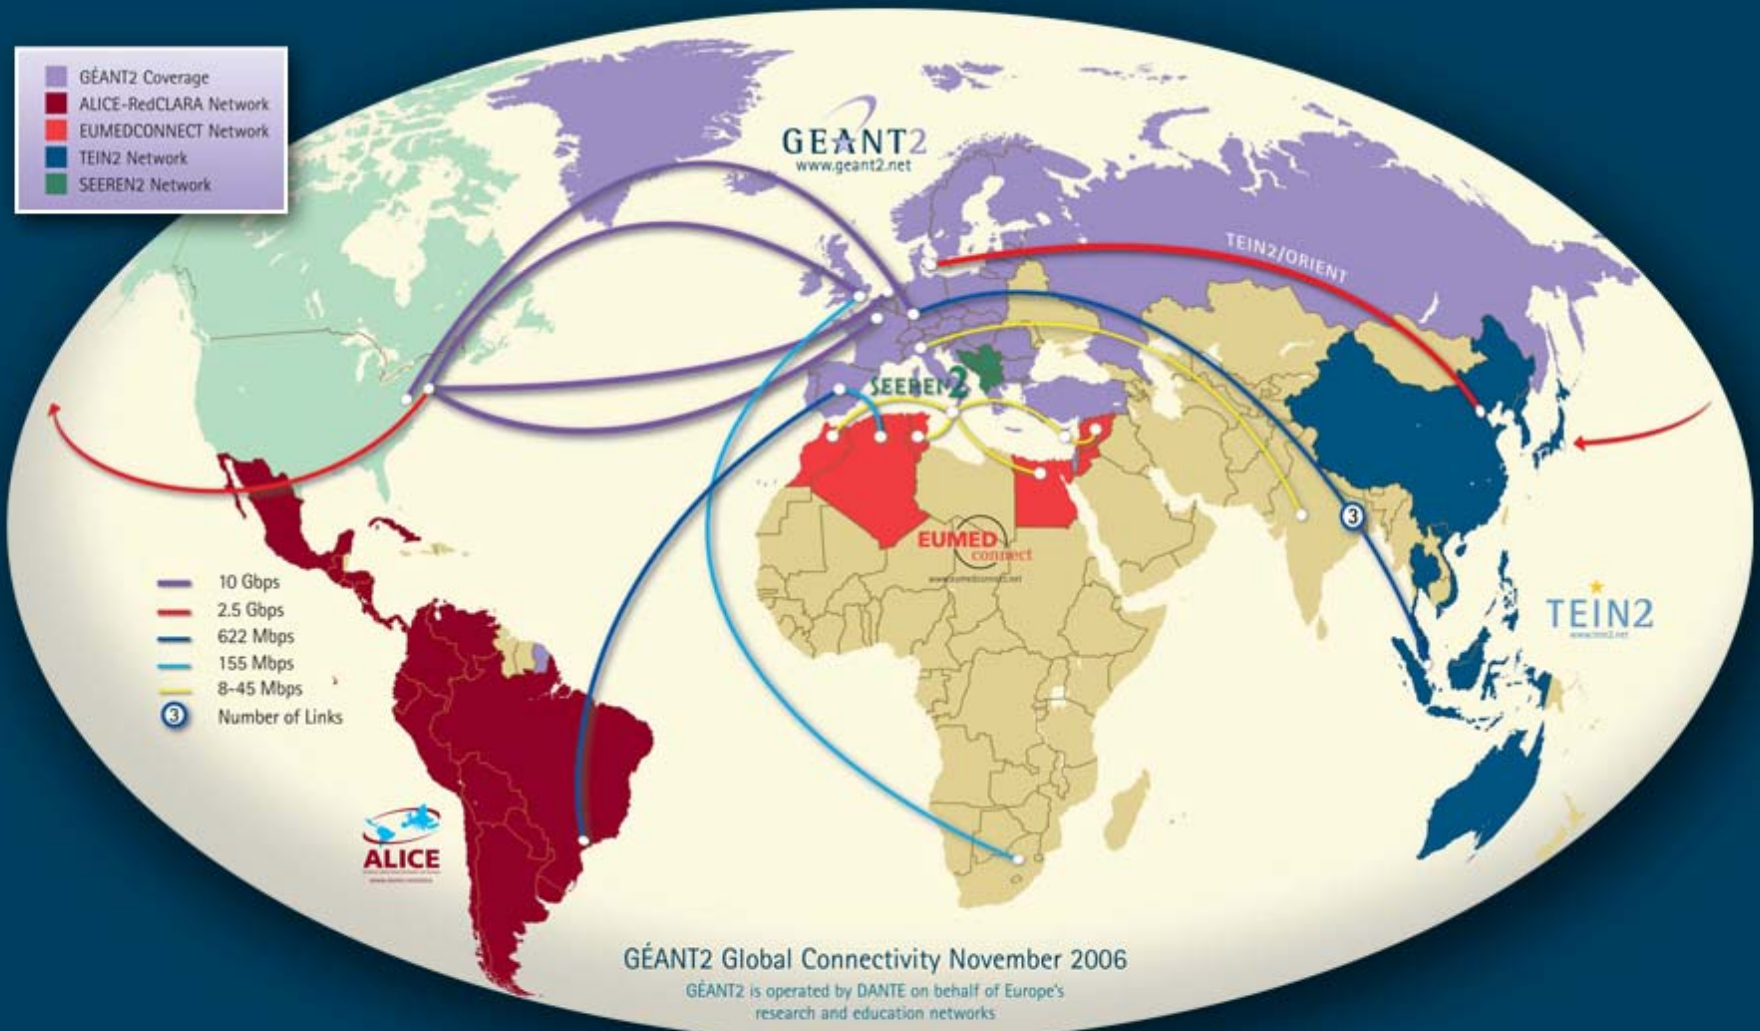 GÉANT2 Coverage
ALICE-RedCLARA Network
EUMEDCONNECT Network
TEIN2 Network
SEEREN2 Network
GEANT2
www.geant2.net
TEIN2/ORIENT
SEEREN2
EUMED
connect
www.eumedconnect.net
3
TEIN2
www.tein2.net
10 Gbps
2.5 Gbps
622 Mbps
155 Mbps
8-45 Mbps
3 Number of Links
ALICE
GÉANT2 Global Connectivity November 2006
GÉANT2 is operated by DANTE on behalf of Europe's
research and education networks